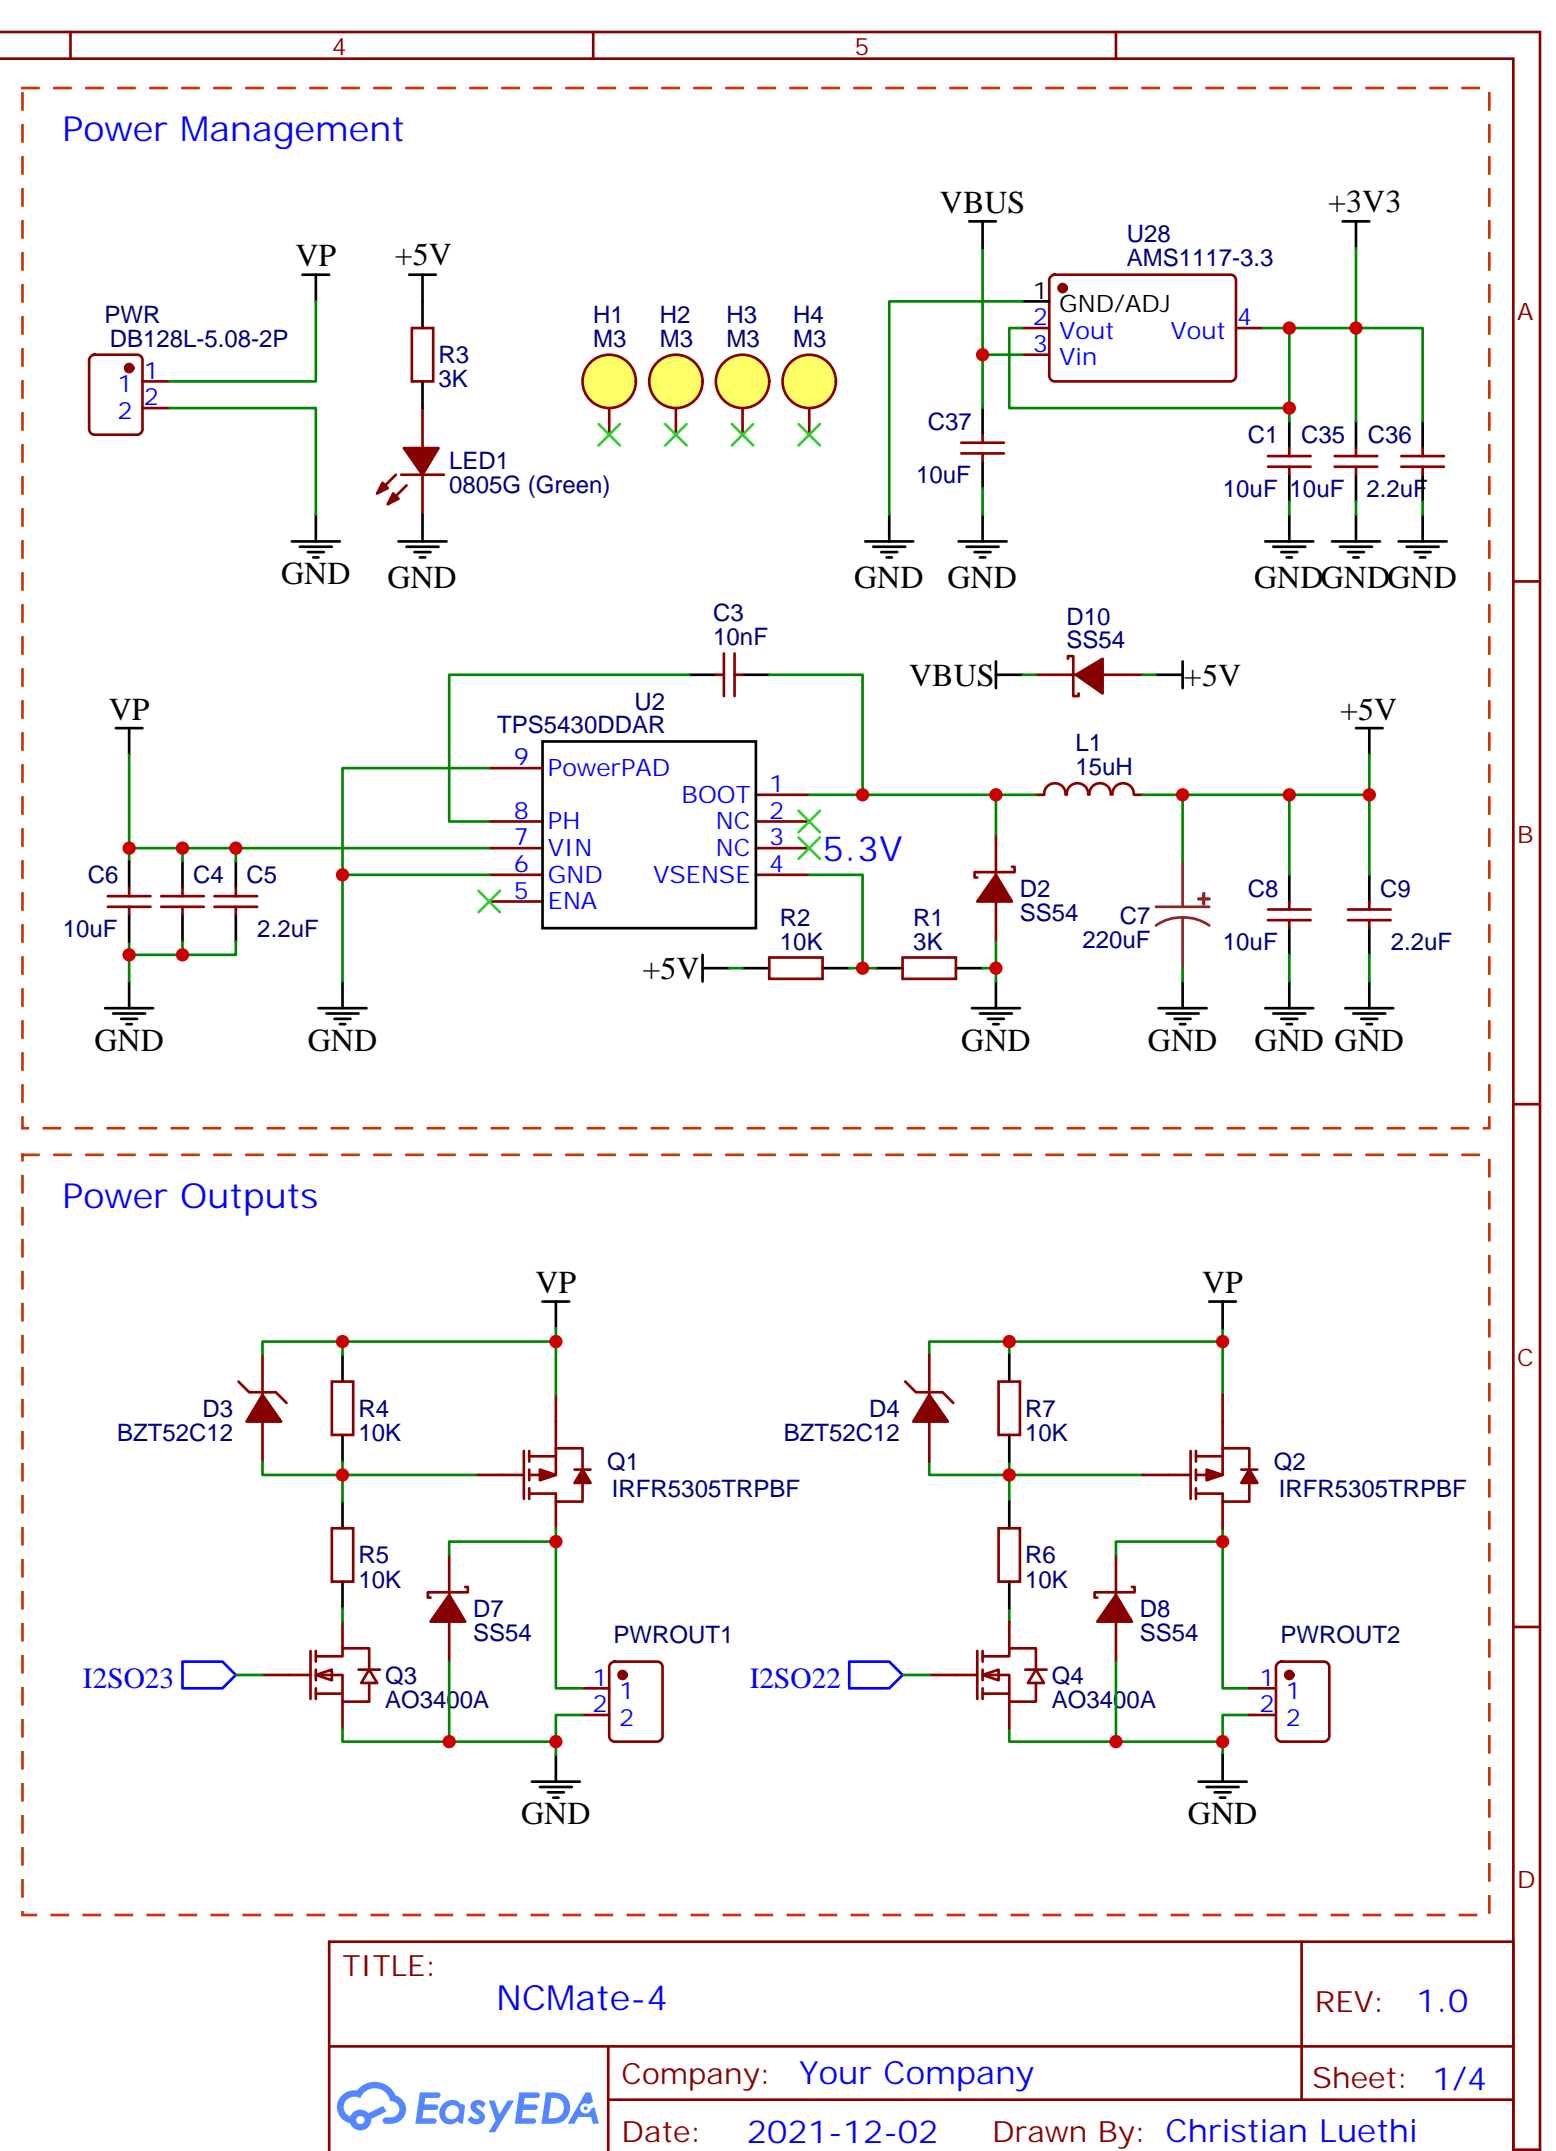 4
5
Power Management
VBUS
+3V3
U28
AMS1117-3.3
VP
+5V
A
PWR
DB128L-5.08-2P
H1
M3
H2
M3
H3
M3
H4
M3
1
GND/ADJ
2
Vout
Vout
4
3
Vin
1
1
2
2
R3
3K
C37
10uF
C1
C35
C36
10uF
10uF
2.2uF
LED1
0805G (Green)
GND
GND
GND
GND
GND
GND
GND
C3
10nF
D10
SS54
VBUS
+5V
VP
U2
TPS5430DDAR
+5V
L1
15uH
9
PowerPAD
BOOT
1
8
PH
NC
2
7
VIN
NC
3
5.3V
6
GND
VSENSE
4
5
ENA
B
C6
C4
C5
10uF
2.2uF
D2
SS54
R2
10K
R1
3K
+5V
C7
220uF
C8
10uF
C9
2.2uF
GND
GND
GND
GND
GND
GND
Power Outputs
VP
VP
C
D3
BZT52C12
R4
10K
Q1
IRFR5305TRPBF
D4
BZT52C12
R7
10K
Q2
IRFR5305TRPBF
R5
10K
D7
SS54
PWROUT1
R6
10K
D8
SS54
PWROUT2
I2SO23
Q3
AO3400A
1
1
2
2
I2SO22
Q4
AO3400A
1
1
2
2
GND
GND
D
TITLE:
NCMate-4
REV: 1.0
EasyEDA
Company: Your Company
Sheet: 1/4
Date: 2021-12-02
Drawn By: Christian Luethi